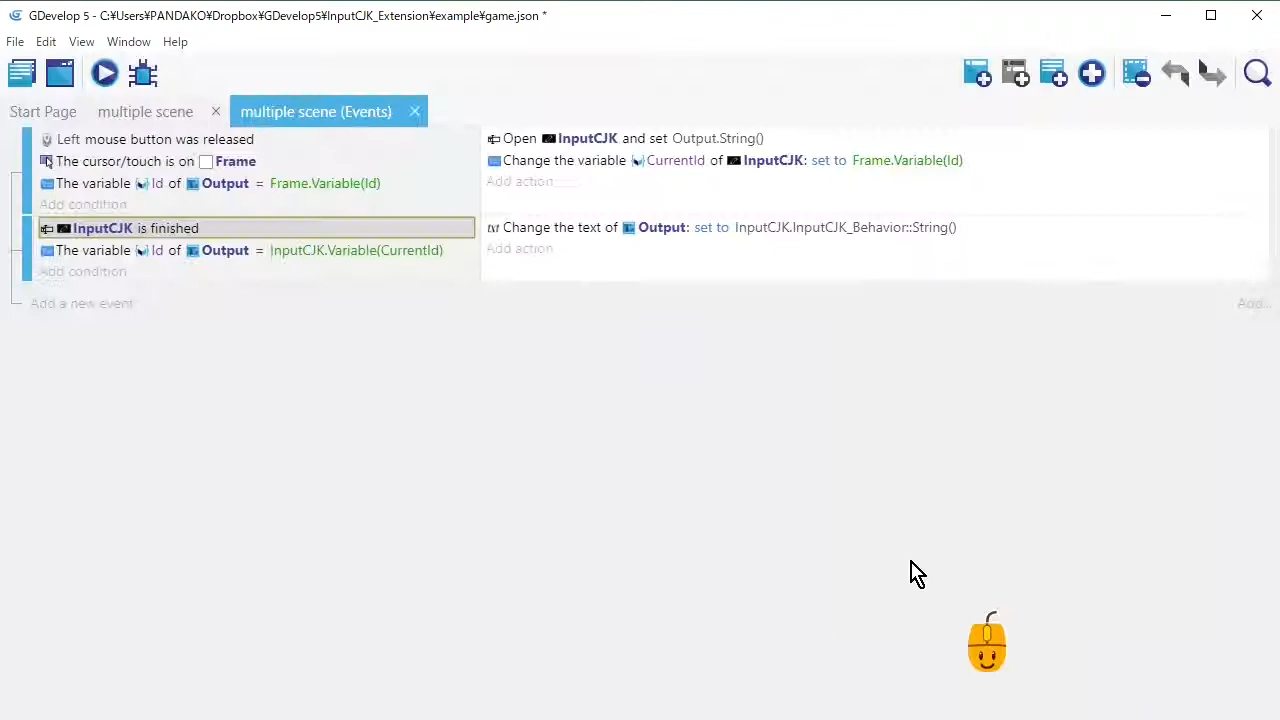 GDevelop 5 - C:¥Users¥PANDAKO¥Dropbox¥GDevelop5¥InputCJK_Extension¥example¥game.json *
File Edit View Window Help
Start Page multiple scene × multiple scene (Events) ×
Left mouse button was released
The cursor/touch is on Frame
The variable Id of Output = Frame.Variable(Id)
Add condition
Open InputCJK and set Output.String()
Change the variable CurrentId of InputCJK: set to Frame.Variable(Id)
Add action
InputCJK is finished
The variable Id of Output = InputCJK.Variable(CurrentId)
Add condition
Change the text of Output: set to InputCJK.InputCJK_Behavior::String()
Add action
Add a new event Add...